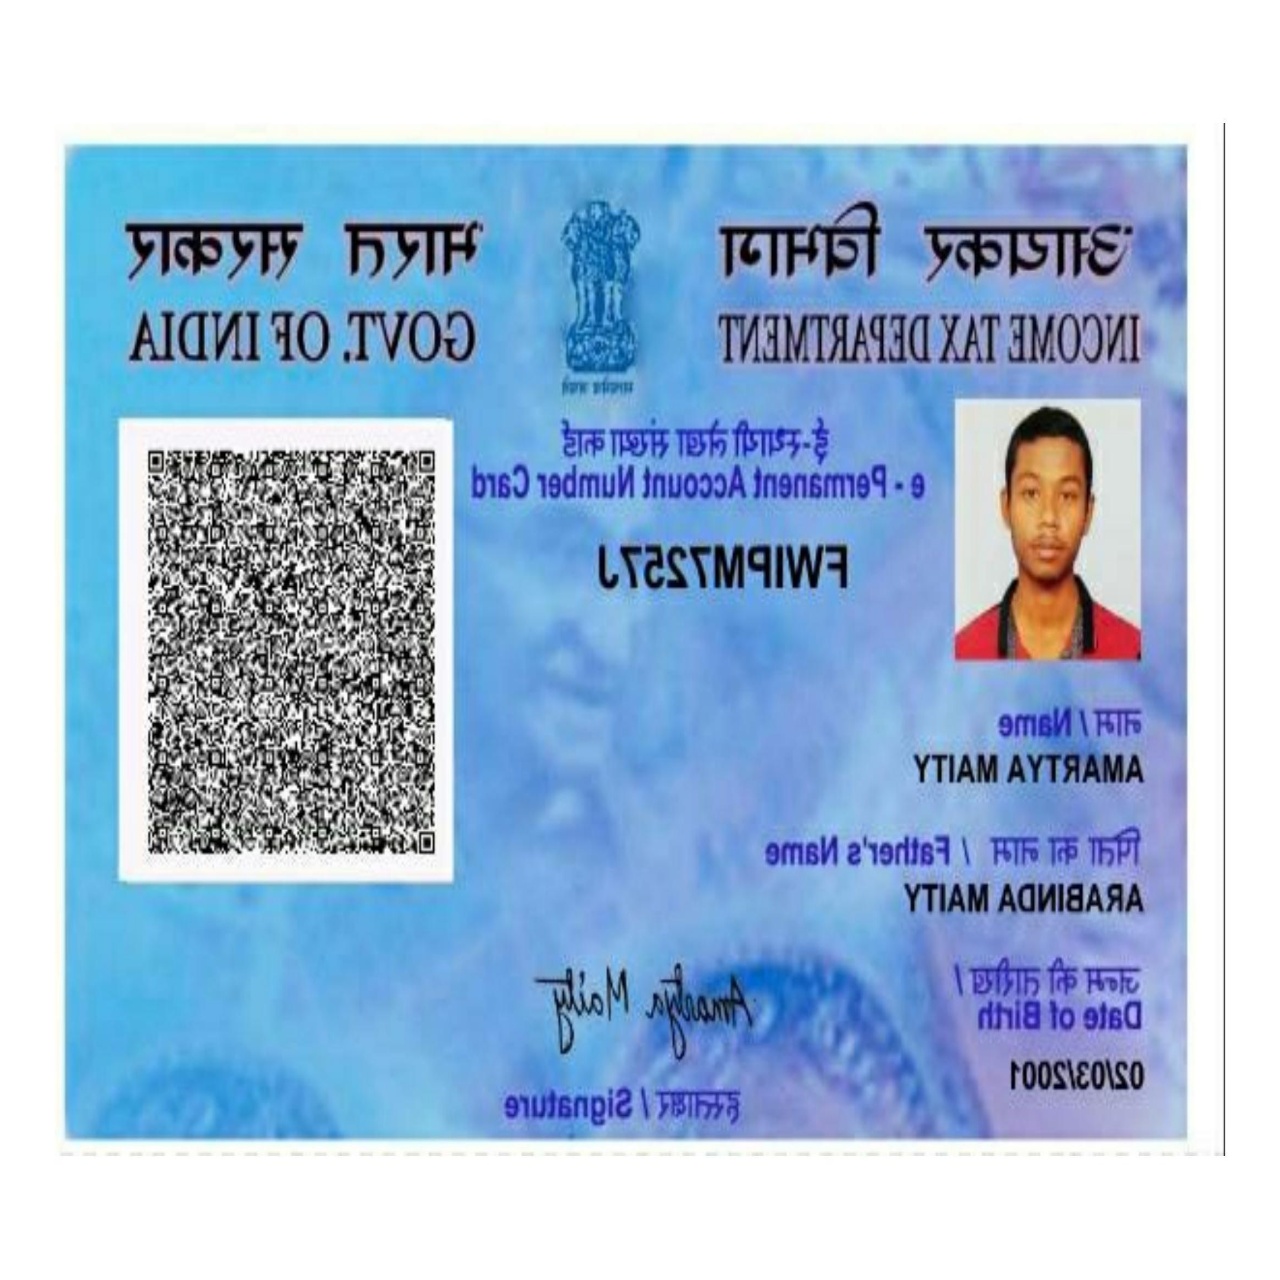 आयकर विभाग
INCOME TAX DEPARTMENT
भारत सरकार
GOVT. OF INDIA
सत्यमेव जयते
ई-स्थायी लेखा संख्या कार्ड
e - Permanent Account Number Card
FWIPM7257J
नाम / Name
AMARTYA MAITY
पिता का नाम / Father's Name
ARABINDA MAITY
जन्म की तारीख /
Date of Birth
02/03/2001
Amartya Maity
हस्ताक्षर / Signature